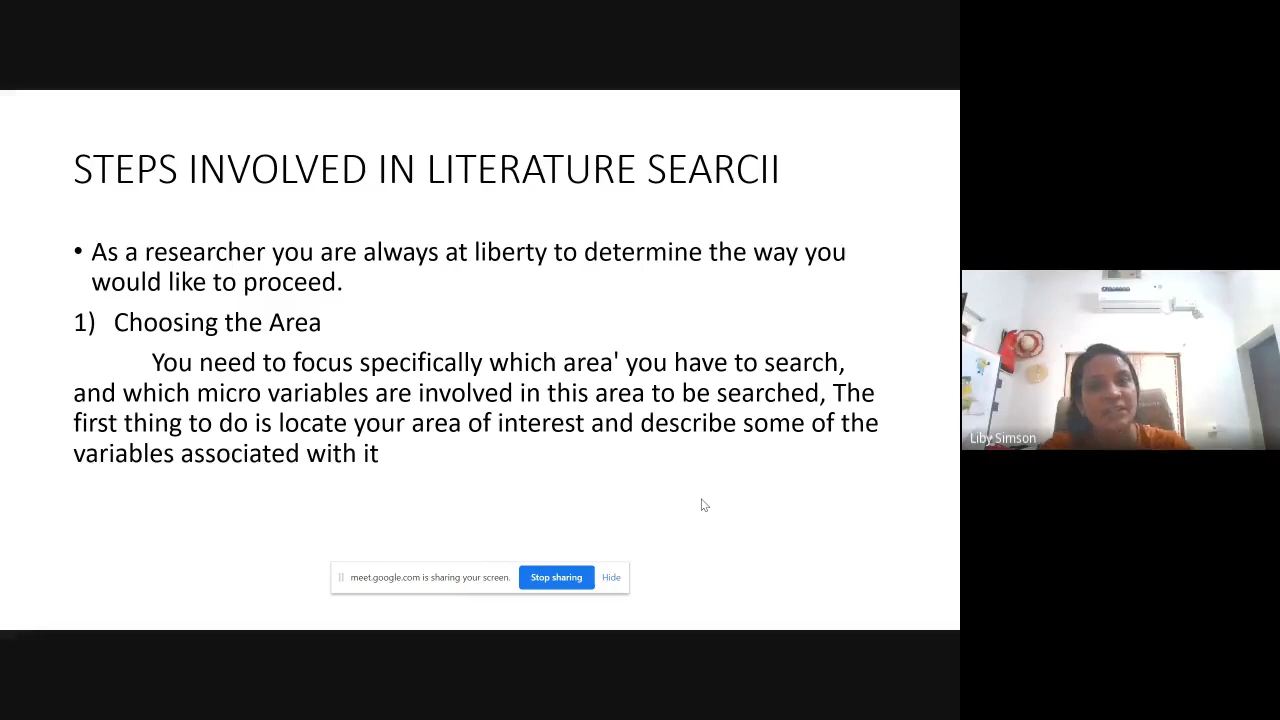 STEPS INVOLVED IN LITERATURE SEARCII
• As a researcher you are always at liberty to determine the way you
would like to proceed.
1) Choosing the Area
You need to focus specifically which area' you have to search,
and which micro variables are involved in this area to be searched, The
first thing to do is locate your area of interest and describe some of the
variables associated with it
meet.google.com is sharing your screen. Stop sharing Hide
Liby Simson